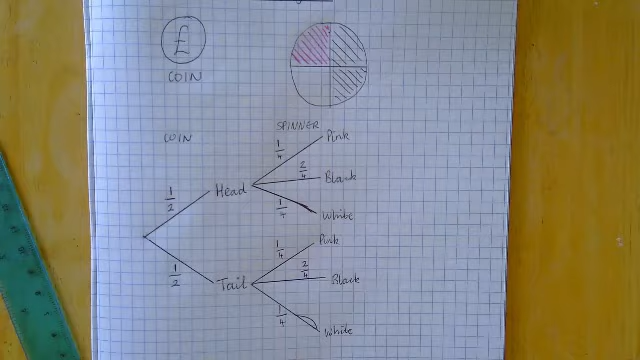 £
COIN
COIN SPINNER
1/4 Pink
2/4 Black
1/2 Head
1/4 White
1/4 Pink
1/2 Tail
2/4 Black
1/4 White